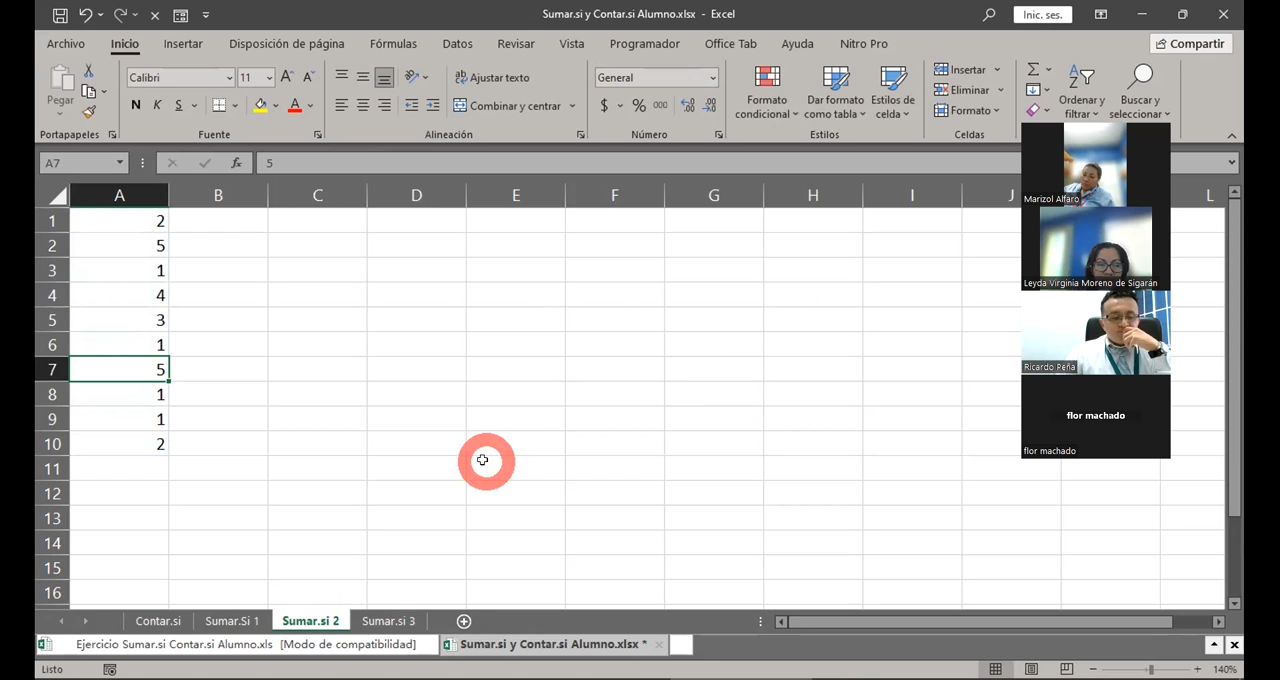 Sumar.si y Contar.si Alumno.xlsx - Excel
Inic. ses.
Archivo Inicio Insertar Disposición de página Fórmulas Datos Revisar Vista Programador Office Tab Ayuda Nitro Pro Compartir
Pegar
Calibri 11
N K S
Ajustar texto
Combinar y centrar
General
$ % 000
Formato condicional
Dar formato como tabla
Estilos de celda
Insertar
Eliminar
Formato
Ordenar y filtrar
Buscar y seleccionar
Portapapeles Fuente Alineación Número Estilos Celdas
A7 fx 5
A B C D E F G H I J L
1 2
2 5
3 1
4 4
5 3
6 1
7 5
8 1
9 1
10 2
11
12
13
14
15
16
Marizol Alfaro
Leyda Virginia Moreno de Sigarán
Ricardo Peña
flor machado
flor machado
Contar.si Sumar.Si 1 Sumar.si 2 Sumar.si 3
Ejercicio Sumar.si Contar.si Alumno.xls [Modo de compatibilidad] Sumar.si y Contar.si Alumno.xlsx *
Listo 140%